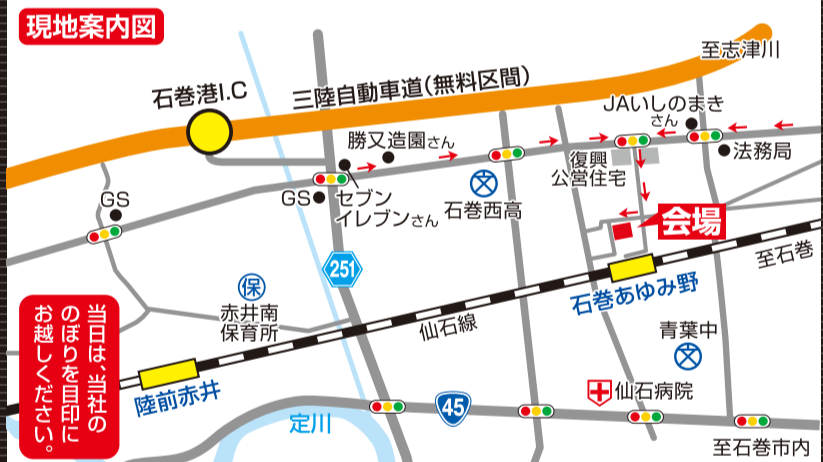 現地案内図
至志津川
石巻港I.C
三陸自動車道(無料区間)
JAいしのまき
さん
勝又造園さん
復興
公営住宅
法務局
GS
GS
セブン
イレブンさん
石巻西高
会場
251
至石巻
石巻あゆみ野
保
赤井南
保育所
仙石線
青葉中
文
文
陸前赤井
仙石病院
45
定川
至石巻市内
当日は、当社の
のぼりを目印に
お越しください。